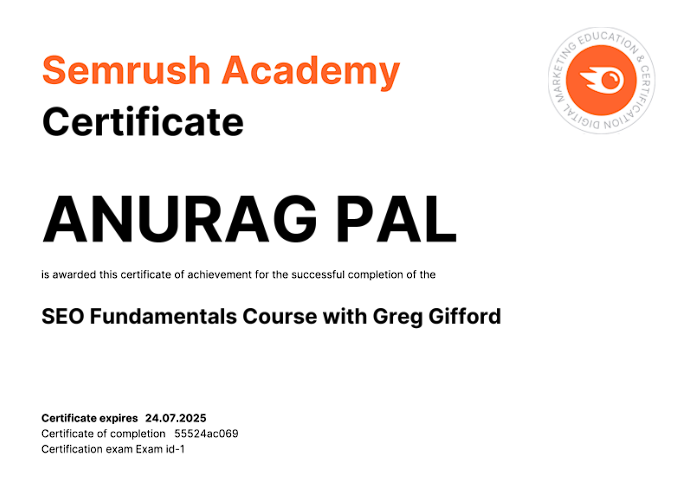 Semrush Academy
Certificate
DIGITAL MARKETING EDUCATION & CERTIFICATION
ANURAG PAL
is awarded this certificate of achievement for the successful completion of the
SEO Fundamentals Course with Greg Gifford
Certificate expires 24.07.2025
Certificate of completion 55524ac069
Certification exam Exam id-1